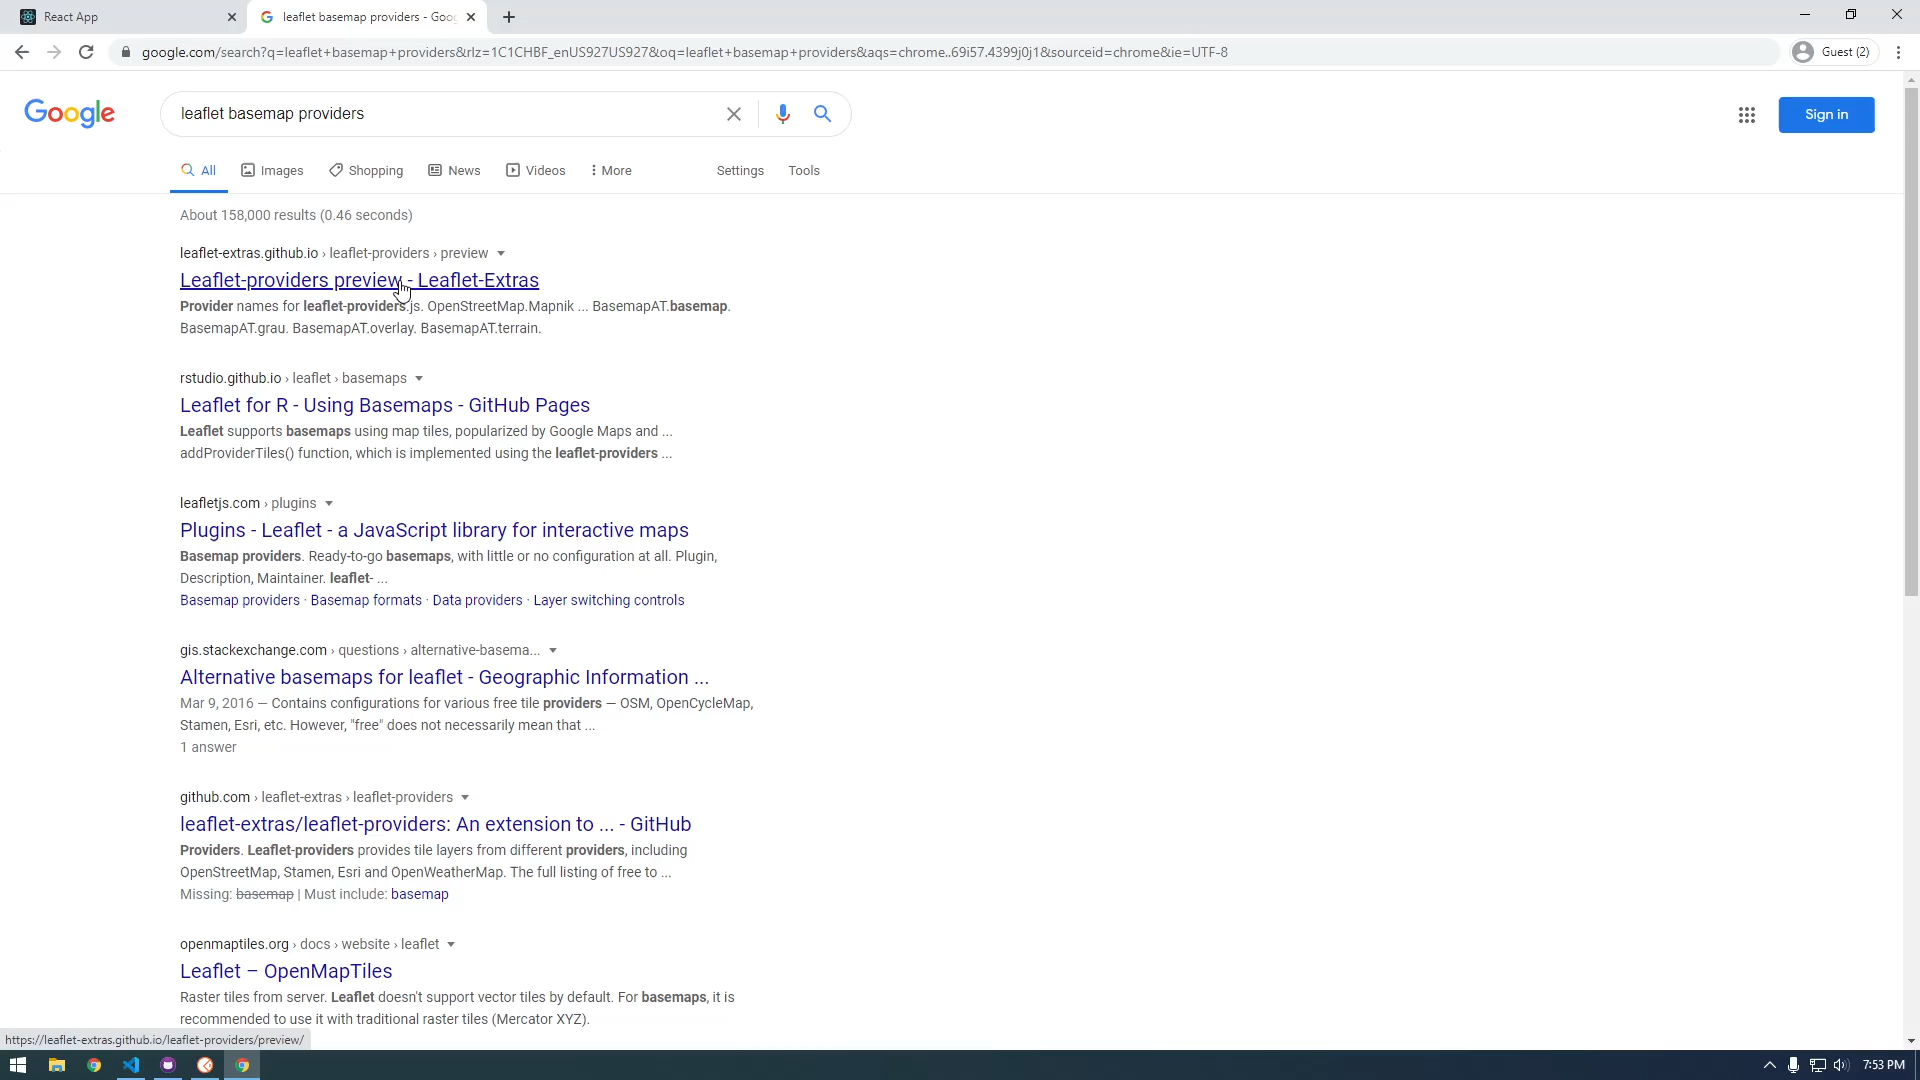 React App
leaflet basemap providers - Goo
google.com/search?q=leaflet+basemap+providers&rlz=1C1CHBF_enUS927US927&oq=leaflet+basemap+providers&aqs=chrome..69i57.4399j0j1&sourceid=chrome&ie=UTF-8
Guest (2)
Google
leaflet basemap providers
Sign in
All Images Shopping News Videos More Settings Tools
About 158,000 results (0.46 seconds)
leaflet-extras.github.io › leaflet-providers › preview
Leaflet-providers preview - Leaflet-Extras
Provider names for leaflet-providers.js. OpenStreetMap.Mapnik ... BasemapAT.basemap.
BasemapAT.grau. BasemapAT.overlay. BasemapAT.terrain.
rstudio.github.io › leaflet › basemaps
Leaflet for R - Using Basemaps - GitHub Pages
Leaflet supports basemaps using map tiles, popularized by Google Maps and ...
addProviderTiles() function, which is implemented using the leaflet-providers ...
leafletjs.com › plugins
Plugins - Leaflet - a JavaScript library for interactive maps
Basemap providers. Ready-to-go basemaps, with little or no configuration at all. Plugin,
Description, Maintainer. leaflet- ...
Basemap providers · Basemap formats · Data providers · Layer switching controls
gis.stackexchange.com › questions › alternative-basema...
Alternative basemaps for leaflet - Geographic Information ...
Mar 9, 2016 — Contains configurations for various free tile providers — OSM, OpenCycleMap,
Stamen, Esri, etc. However, "free" does not necessarily mean that ...
1 answer
github.com › leaflet-extras › leaflet-providers
leaflet-extras/leaflet-providers: An extension to ... - GitHub
Providers. Leaflet-providers provides tile layers from different providers, including
OpenStreetMap, Stamen, Esri and OpenWeatherMap. The full listing of free to ...
Missing: basemap | Must include: basemap
openmaptiles.org › docs › website › leaflet
Leaflet – OpenMapTiles
Raster tiles from server. Leaflet doesn't support vector tiles by default. For basemaps, it is
recommended to use it with traditional raster tiles (Mercator XYZ).
https://leaflet-extras.github.io/leaflet-providers/preview/
7:53 PM